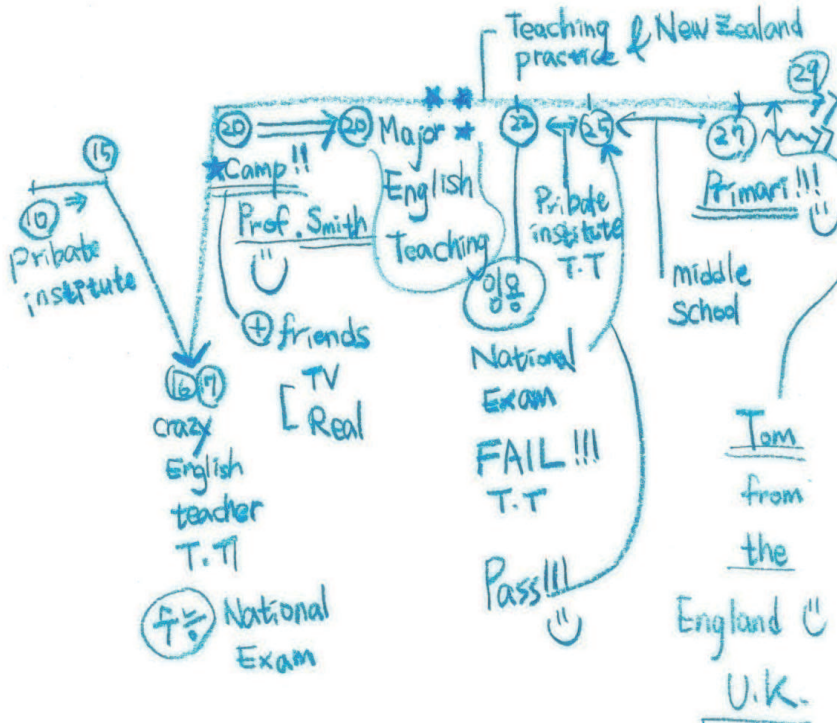 Teaching & New Zealand
practice
29
20 20 Major
22 25 27
15
10
Pribate
institute
Camp!!
Prof. Smith
English
Teaching
+ friends
TV
Real
16 17
crazy
English
teacher
T.T
수능 National
Exam
임용
National
Exam
FAIL!!!
T.T
Pass!!!
Pribate
institute
T.T
middle
School
Primari!!!
Tom
from
the
England
U.K.